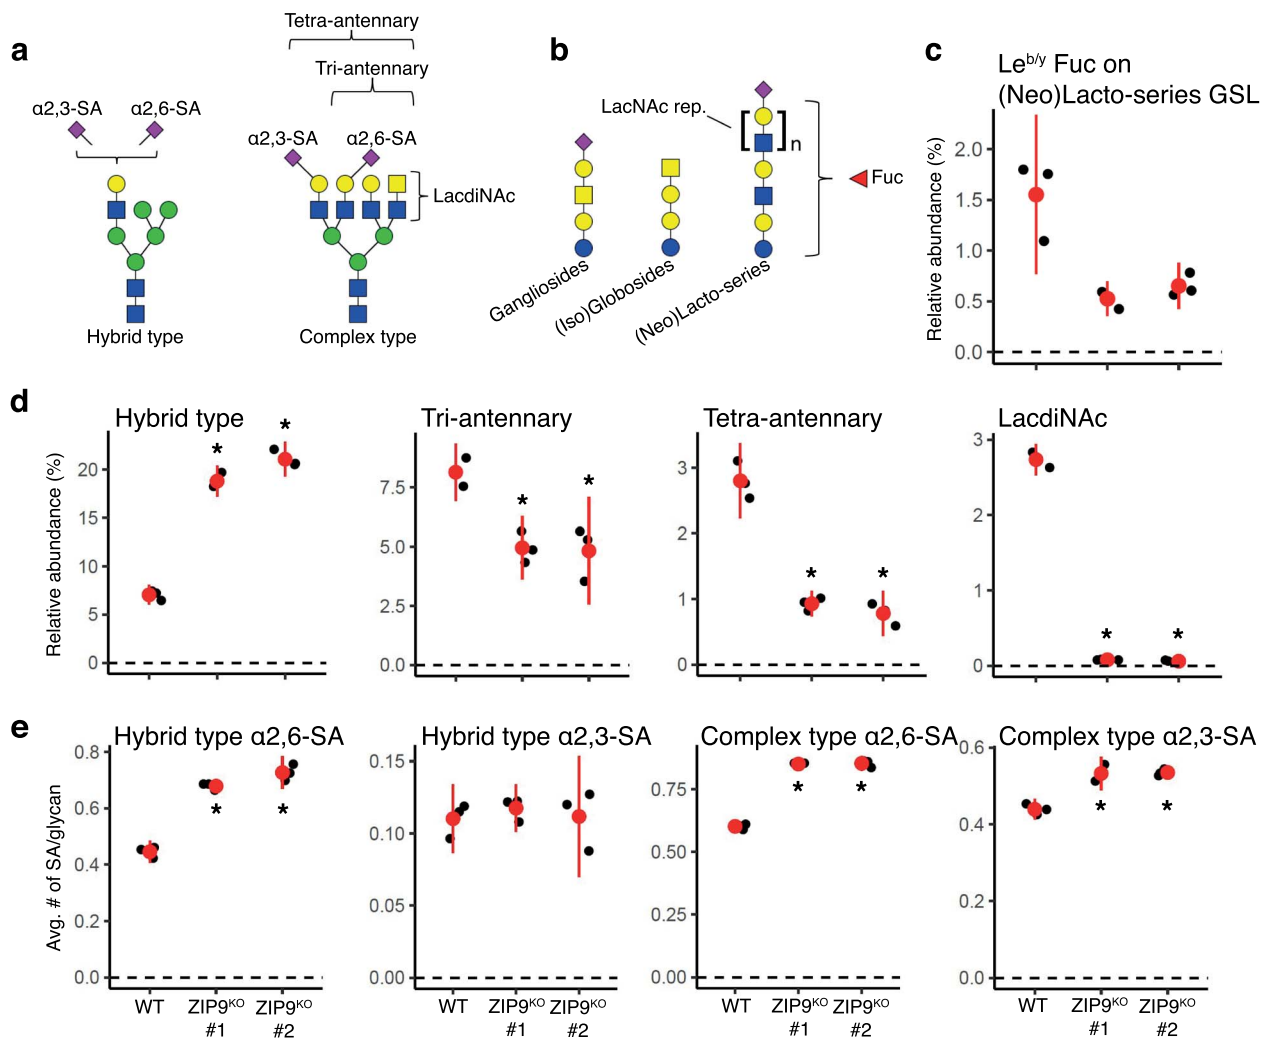 a
Tetra-antennary
Tri-antennary
α2,3-SA
α2,6-SA
α2,3-SA
α2,6-SA
LacdiNAc
Hybrid type
Complex type
b
LacNAc rep.
n
Fuc
Gangliosides
(Iso)Globosides
(Neo)Lacto-series
c
Le^b/y Fuc on
(Neo)Lacto-series GSL
Relative abundance (%)
2.0
1.5
1.0
0.5
0.0
d
Hybrid type
Relative abundance (%)
20
15
10
5
0
*
*
Tri-antennary
7.5
5.0
2.5
0.0
*
*
Tetra-antennary
3
2
1
0
*
*
LacdiNAc
3
2
1
0
*
*
e
Hybrid type α2,6-SA
Avg. # of SA/glycan
0.8
0.6
0.4
0.2
0.0
*
*
WT
ZIP9^KO
#1
ZIP9^KO
#2
Hybrid type α2,3-SA
0.15
0.10
0.05
0.00
WT
ZIP9^KO
#1
ZIP9^KO
#2
Complex type α2,6-SA
0.75
0.50
0.25
0.00
*
*
WT
ZIP9^KO
#1
ZIP9^KO
#2
Complex type α2,3-SA
0.6
0.4
0.2
0.0
*
*
WT
ZIP9^KO
#1
ZIP9^KO
#2